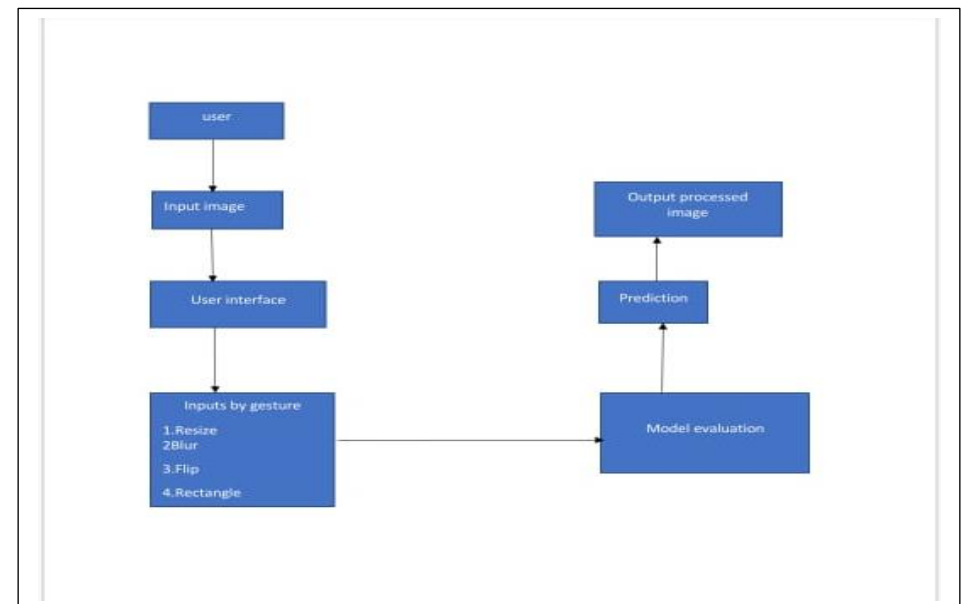 user
Input image
User interface
Inputs by gesture
1.Resize
2Blur
3.Flip
4.Rectangle
Output processed
image
Prediction
Model evaluation